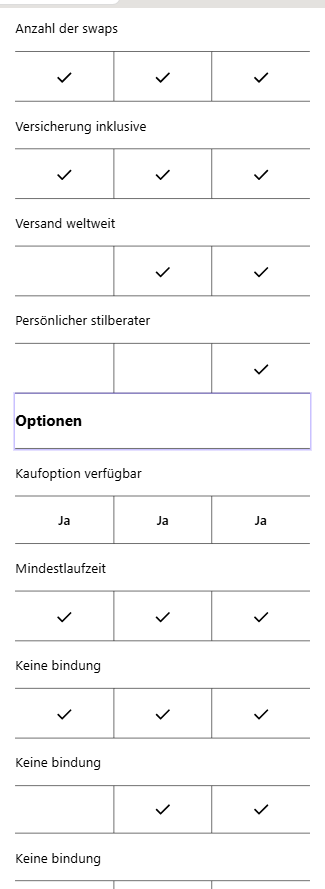 Anzahl der swaps
Versicherung inklusive
Versand weltweit
Persönlicher stilberater
Optionen
Kaufoption verfügbar
Ja Ja Ja
Mindestlaufzeit
Keine bindung
Keine bindung
Keine bindung